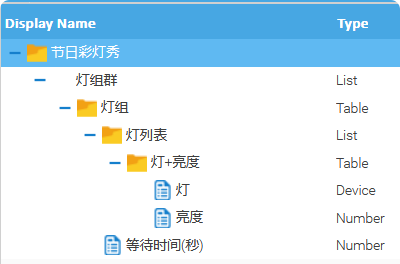 Display Name Type
节日彩灯秀
灯组群 List
灯组 Table
灯列表 List
灯+亮度 Table
灯 Device
亮度 Number
等待时间(秒) Number